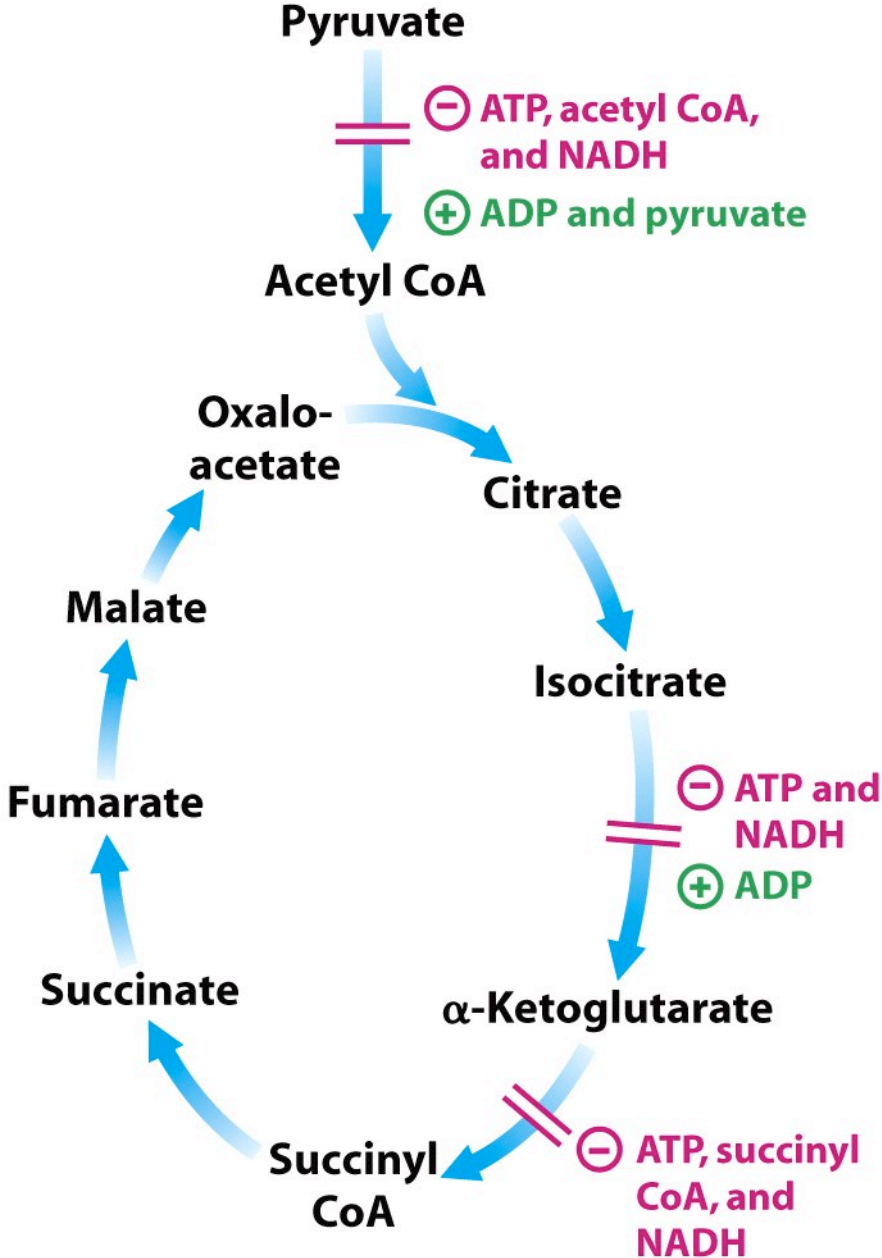 Pyruvate
⊖ ATP, acetyl CoA,
and NADH
⊕ ADP and pyruvate
Acetyl CoA
Oxalo-
acetate
Citrate
Malate
Isocitrate
⊖ ATP and
NADH
⊕ ADP
Fumarate
Succinate
α-Ketoglutarate
Succinyl
CoA
⊖ ATP, succinyl
CoA, and
NADH